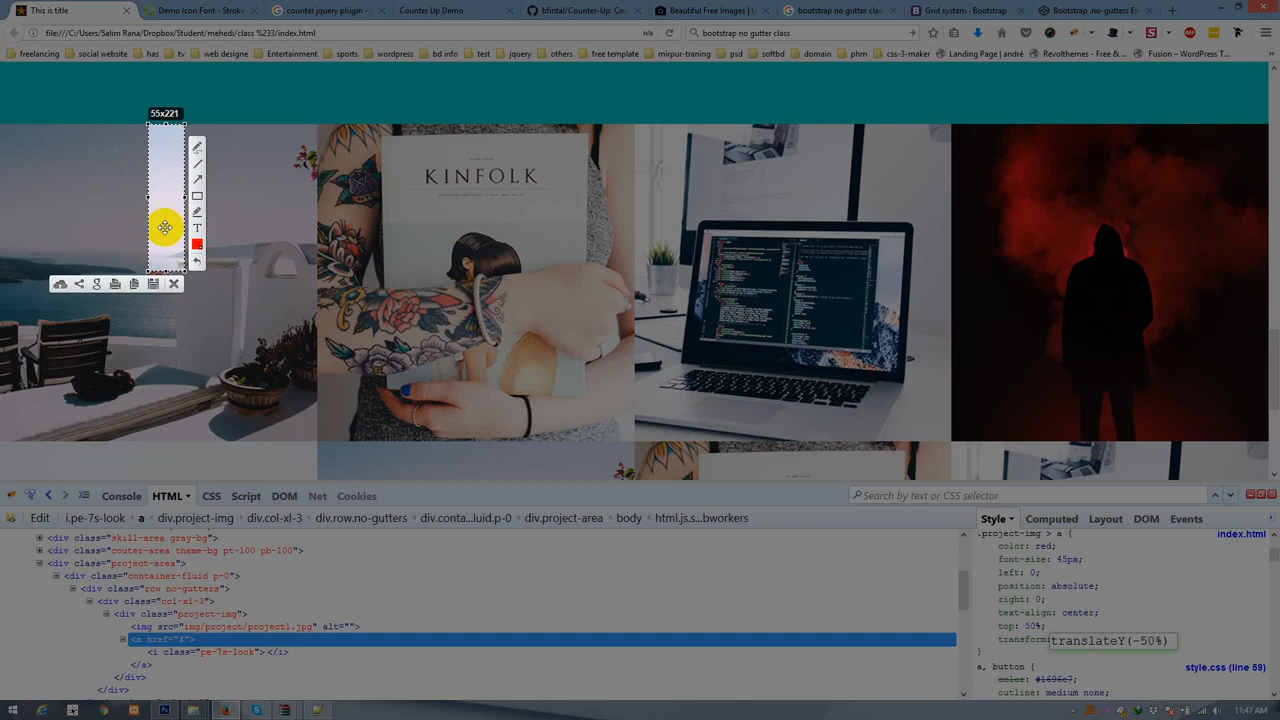 This is title
Demo Icon Font - Stroke
counter jquery plugin -
Counter Up Demo
bfintal/Counter-Up: Cou
Beautiful Free Images | D
bootstrap no gutter clas
Grid system · Bootstrap
Bootstrap .no-gutters Ex
file:///C:/Users/Salim Rana/Dropbox/Student/mehedi/class %233/index.html
n/a
bootstrap no gutter class
freelancing
social website
has
tv
web designe
Entertainment
sports
wordpress
bd info
test
jquery
others
free template
mirpur-traning
psd
softbd
domain
phm
css-3-maker
Landing Page| André
Revolthemes - Free & ...
Fusion – WordPress T...
55x221
T
KINFOLK
Console
HTML
CSS
Script
DOM
Net
Cookies
Search by text or CSS selector
Edit
i.pe-7s-look < a < div.project-img < div.col-xl-3 < div.row.no-gutters < div.conta...luid.p-0 < div.project-area < body < html.js.s...bworkers
Style
Computed
Layout
DOM
Events
<div class="skill-area gray-bg">
<div class="couter-area theme-bg pt-100 pb-100">
<div class="project-area">
<div class="container-fluid p-0">
<div class="row no-gutters">
<div class="col-xl-3">
<div class="project-img">
<img src="img/project/project1.jpg" alt="">
<a href="#">
<i class="pe-7s-look"> </i>
</a>
</div>
</div>
.project-img > a {
index.html
color: red;
font-size: 45px;
left: 0;
position: absolute;
right: 0;
text-align: center;
top: 50%;
transform: translateY(-50%)
}
a, button {
style.css (line 59)
color: #1696e7;
outline: medium none;
11:47 AM